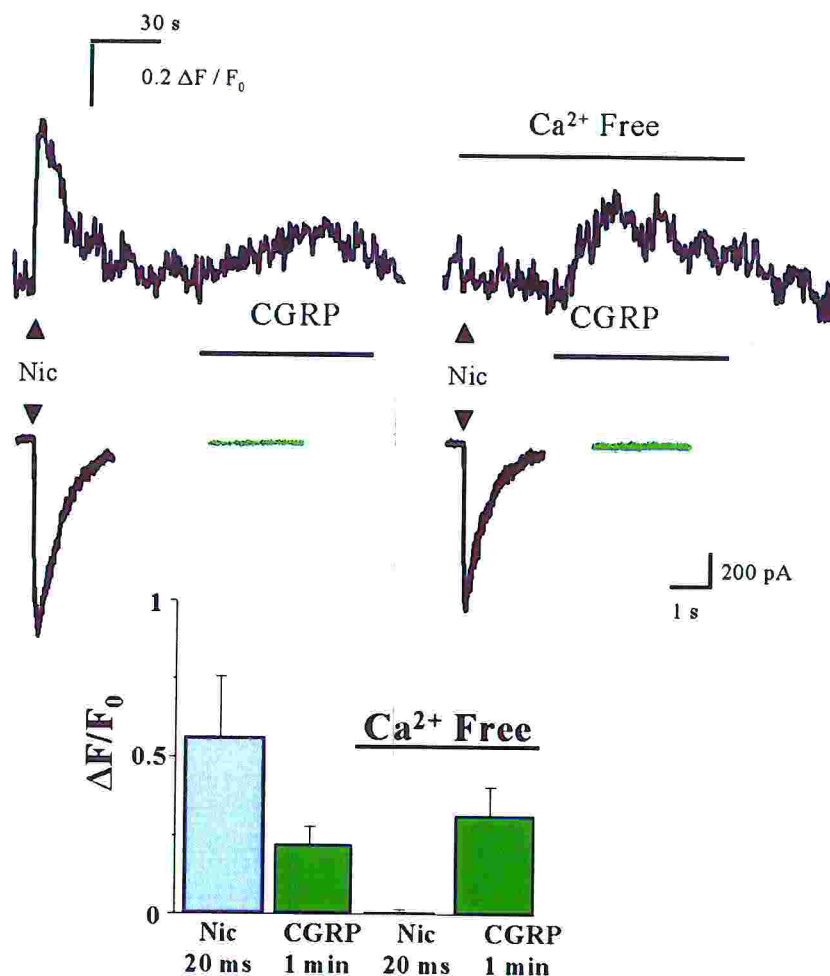 30 s
0.2 ΔF / F₀
Ca²⁺ Free
CGRP
CGRP
Nic
Nic
200 pA
1 s
1
Ca²⁺ Free
ΔF/F₀
0.5
0
Nic CGRP Nic CGRP
20 ms 1 min 20 ms 1 min